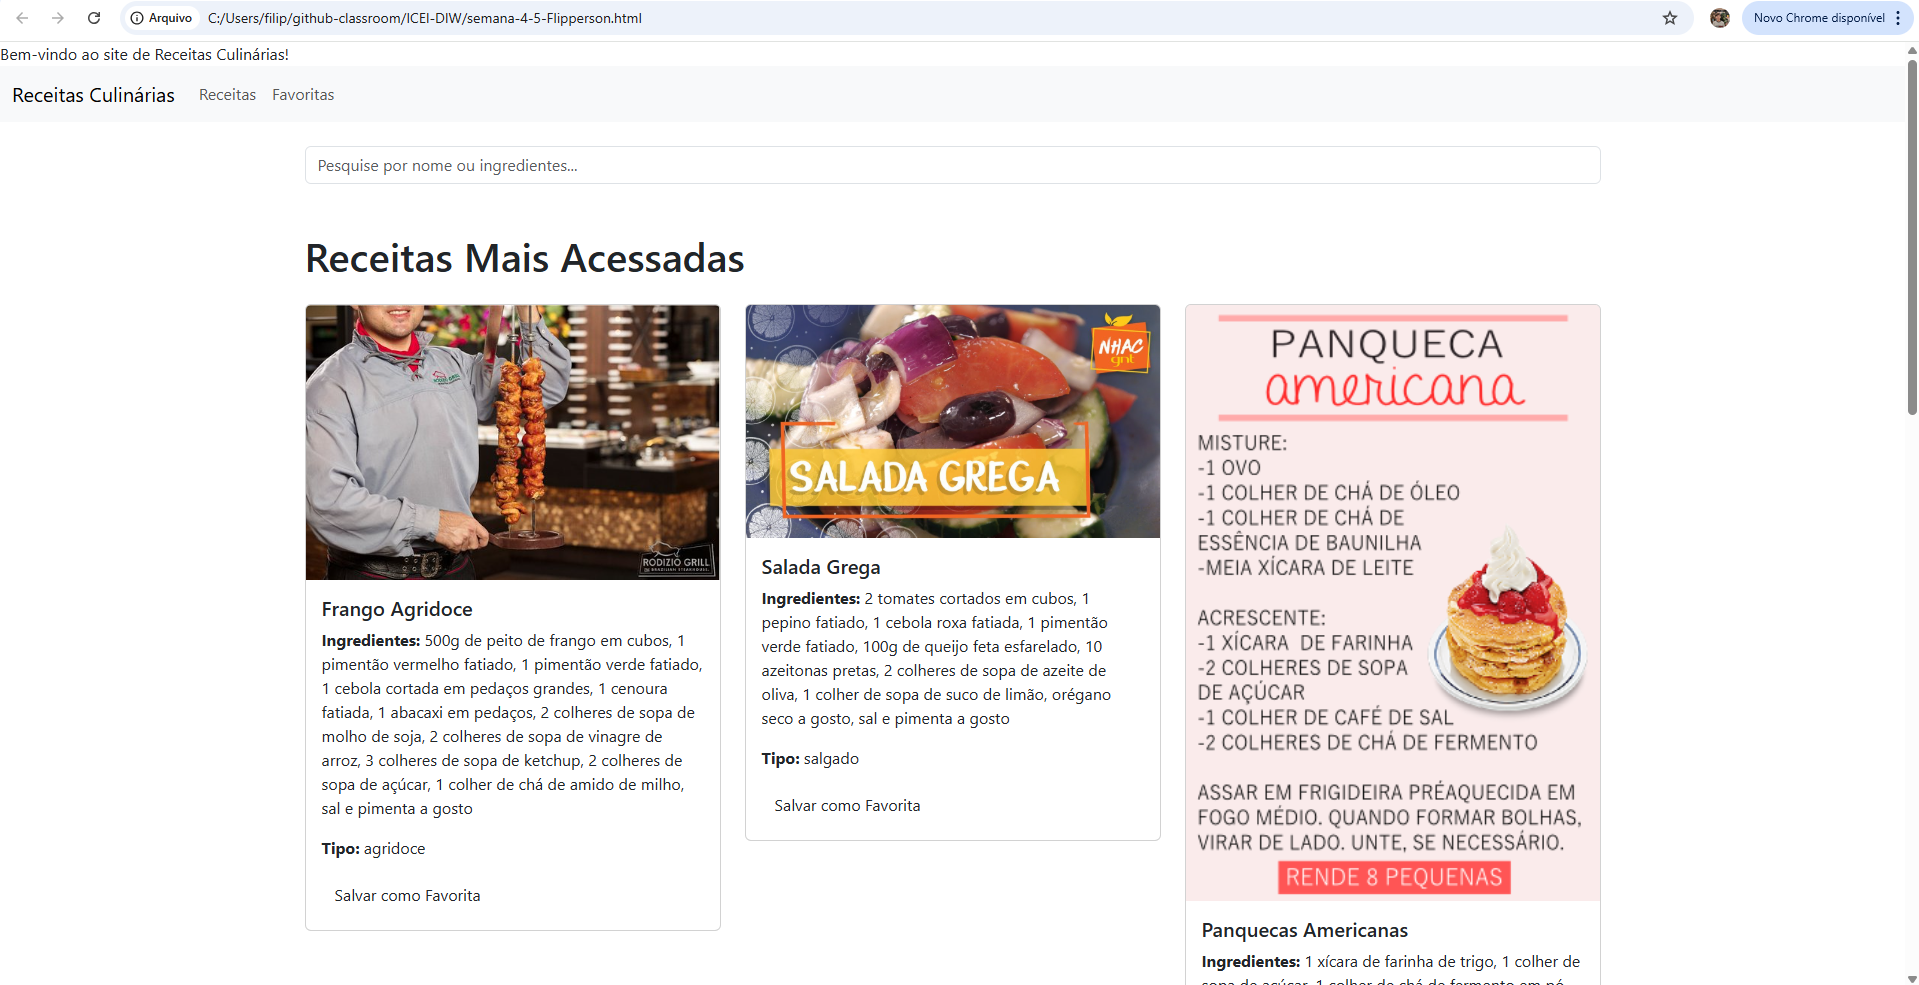 Arquivo
C:/Users/filip/github-classroom/ICEI-DIW/semana-4-5-Flipperson.html
Novo Chrome disponível
Bem-vindo ao site de Receitas Culinárias!
Receitas Culinárias
Receitas
Favoritas
Pesquise por nome ou ingredientes...
Receitas Mais Acessadas
RODIZIO GRILL
Frango Agridoce
Ingredientes: 500g de peito de frango em cubos, 1
pimentão vermelho fatiado, 1 pimentão verde fatiado,
1 cebola cortada em pedaços grandes, 1 cenoura
fatiada, 1 abacaxi em pedaços, 2 colheres de sopa de
molho de soja, 2 colheres de sopa de vinagre de
arroz, 3 colheres de sopa de ketchup, 2 colheres de
sopa de açúcar, 1 colher de chá de amido de milho,
sal e pimenta a gosto
Tipo: agridoce
Salvar como Favorita
NHAC
gnt
SALADA GREGA
Salada Grega
Ingredientes: 2 tomates cortados em cubos, 1
pepino fatiado, 1 cebola roxa fatiada, 1 pimentão
verde fatiado, 100g de queijo feta esfarelado, 10
azeitonas pretas, 2 colheres de sopa de azeite de
oliva, 1 colher de sopa de suco de limão, orégano
seco a gosto, sal e pimenta a gosto
Tipo: salgado
Salvar como Favorita
PANQUECA
americana
MISTURE:
-1 OVO
-1 COLHER DE CHÁ DE ÓLEO
-1 COLHER DE CHÁ DE
ESSÊNCIA DE BAUNILHA
-MEIA XÍCARA DE LEITE
ACRESCENTE:
-1 XÍCARA DE FARINHA
-2 COLHERES DE SOPA
DE AÇÚCAR
-1 COLHER DE CAFÉ DE SAL
-2 COLHERES DE CHÁ DE FERMENTO
ASSAR EM FRIGIDEIRA PRÉAQUECIDA EM
FOGO MÉDIO. QUANDO FORMAR BOLHAS,
VIRAR DE LADO. UNTE, SE NECESSÁRIO.
RENDE 8 PEQUENAS
Panquecas Americanas
Ingredientes: 1 xícara de farinha de trigo, 1 colher de
sopa de açúcar, 1 colher de chá de fermento em pó,